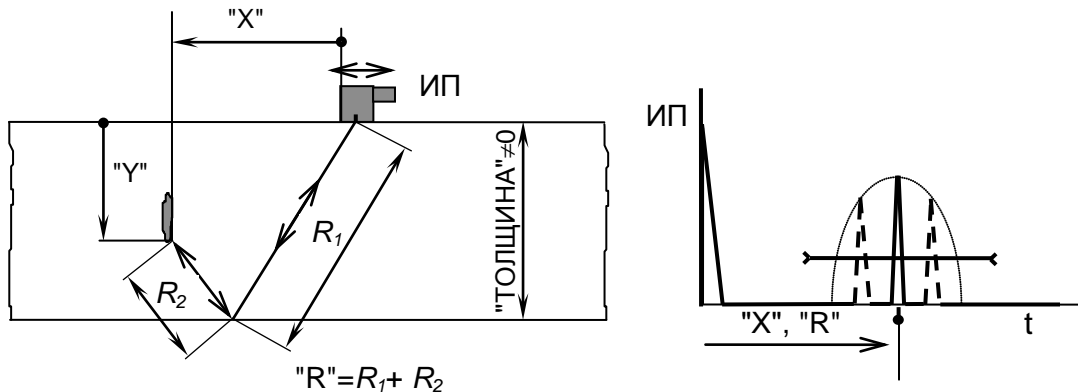 "X"
ИП
"Y"
R₁
R₂
"ТОЛЩИНА"≠0
"R"=R₁+ R₂
ИП
"X", "R"
t